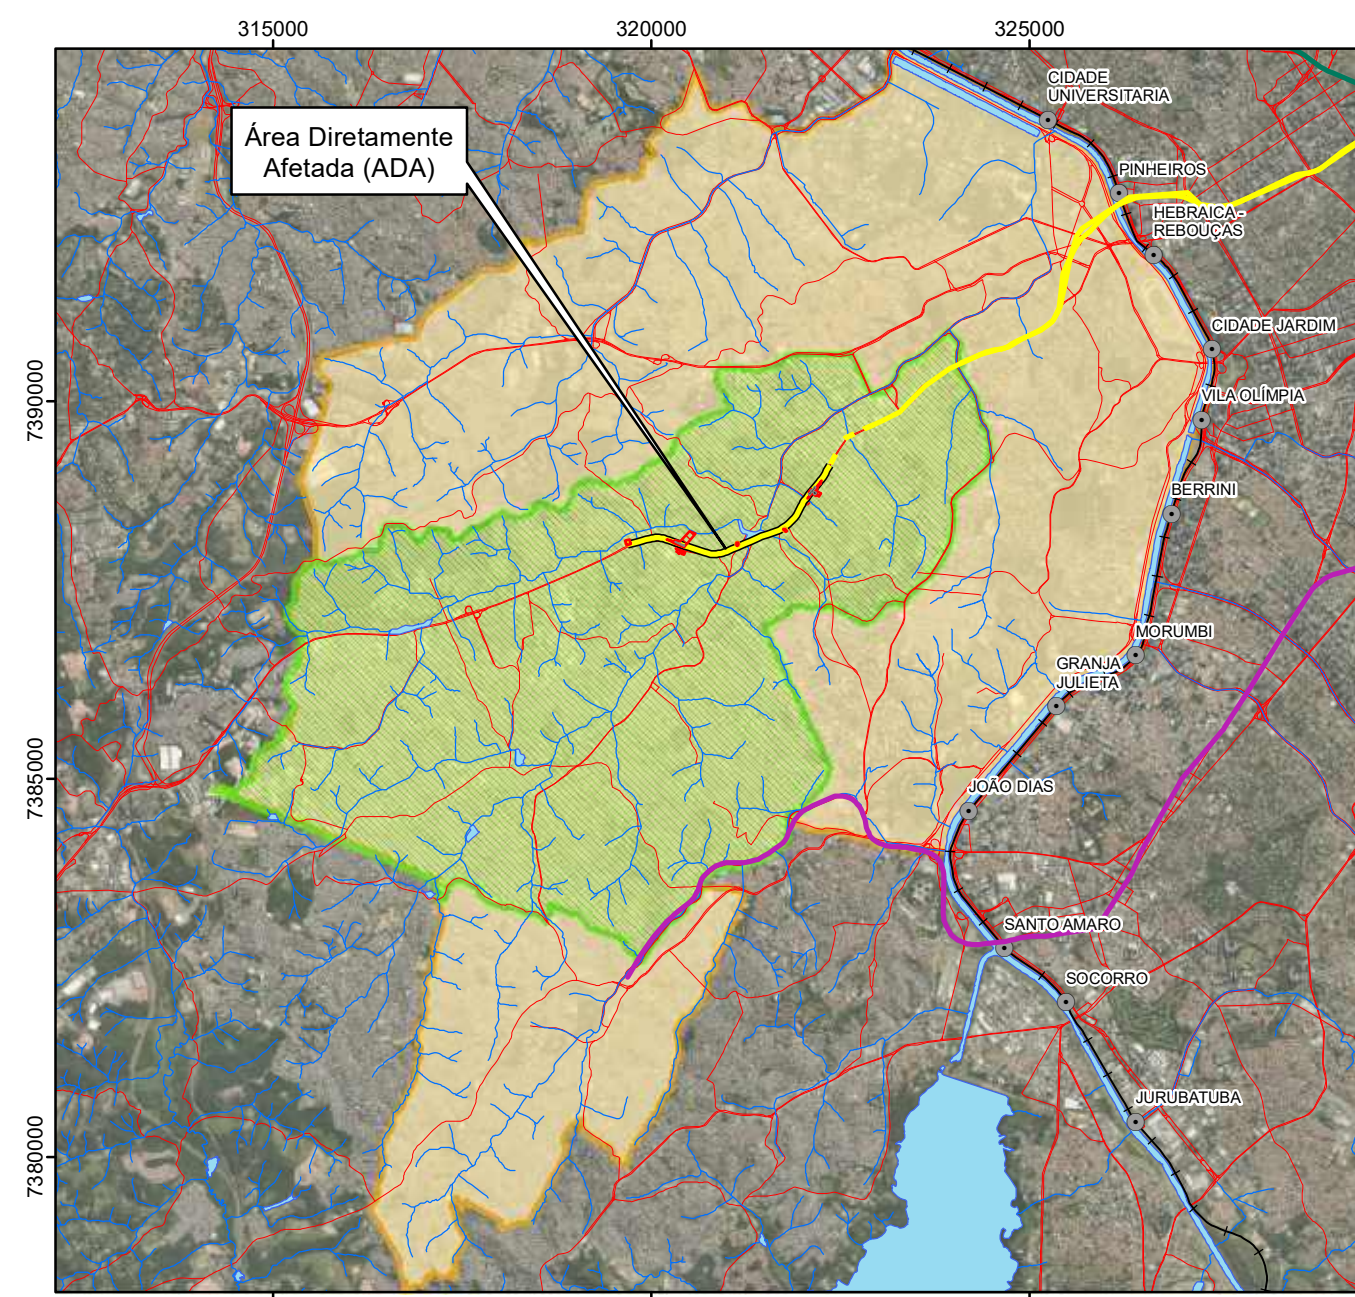 315000
320000
325000
CIDADE
UNIVERSITARIA
Área Diretamente
Afetada (ADA)
PINHEIROS
HEBRAICA -
REBOUÇAS
CIDADE JARDIM
7390000
VILA OLÍMPIA
BERRINI
MORUMBI
GRANJA
JULIETA
7385000
JOÃO DIAS
SANTO AMARO
SOCORRO
JURUBATUBA
7380000